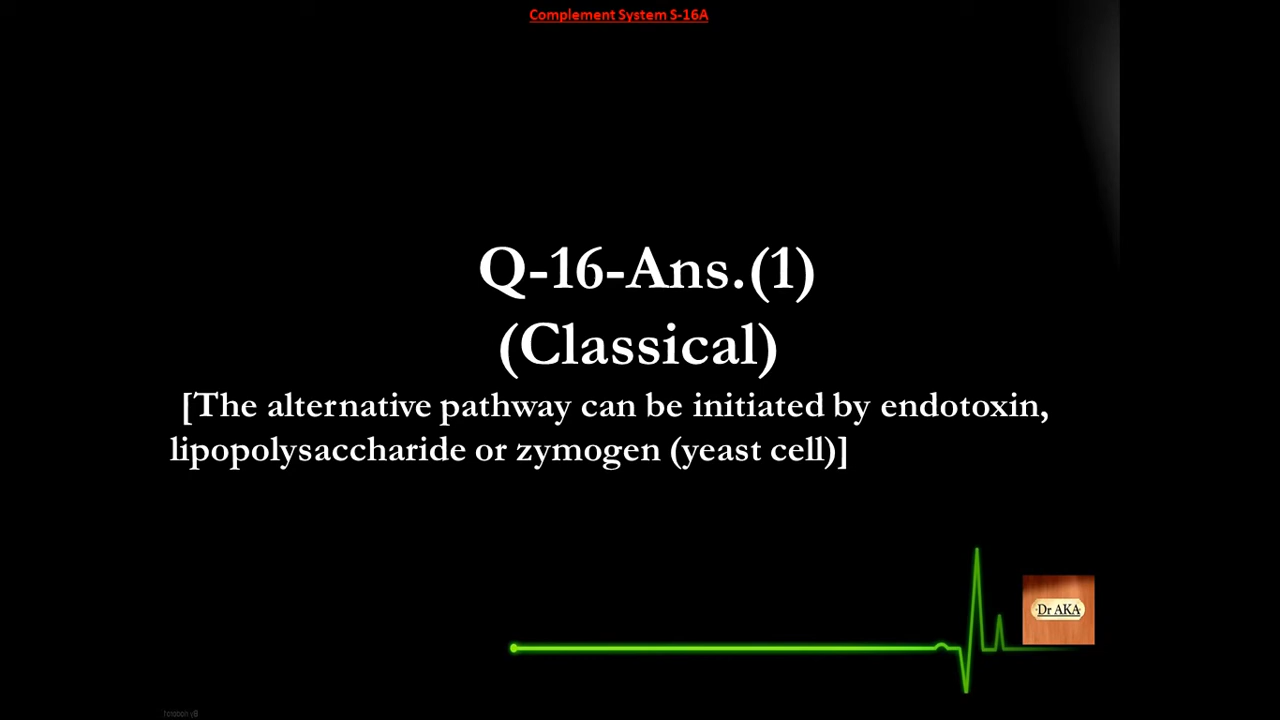 Complement System S-16A
Q-16-Ans.(1)
(Classical)
[The alternative pathway can be initiated by endotoxin,
lipopolysaccharide or zymogen (yeast cell)]
Dr AKA